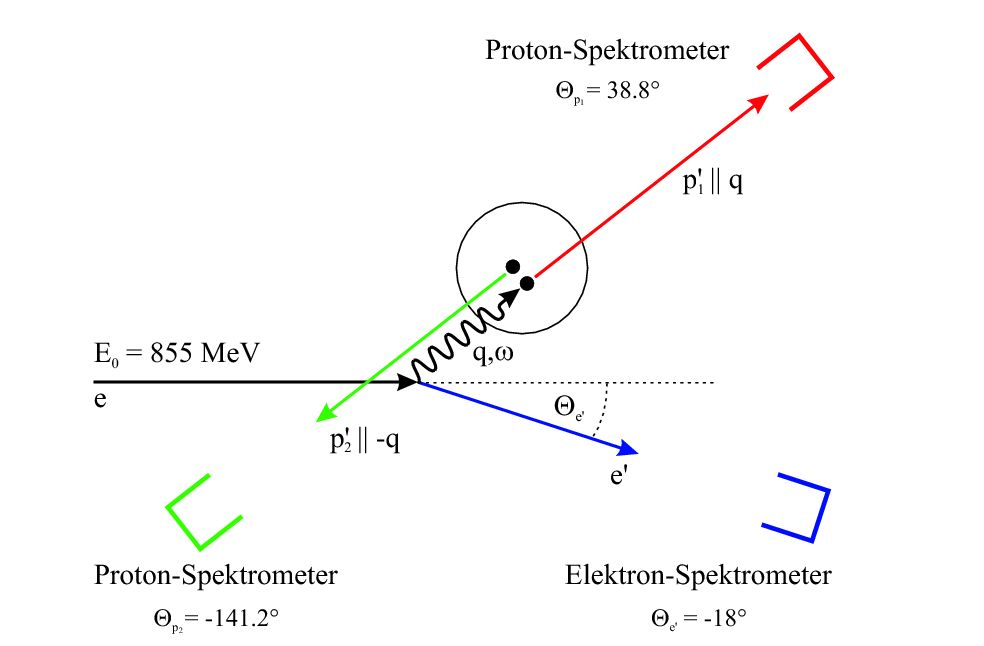 Proton-Spektrometer
Θp₁ = 38.8°
p'₁ || q
E₀ = 855 MeV
e
q,ω
Θe'
p'₂ || -q
e'
Proton-Spektrometer
Θp₂ = -141.2°
Elektron-Spektrometer
Θe' = -18°